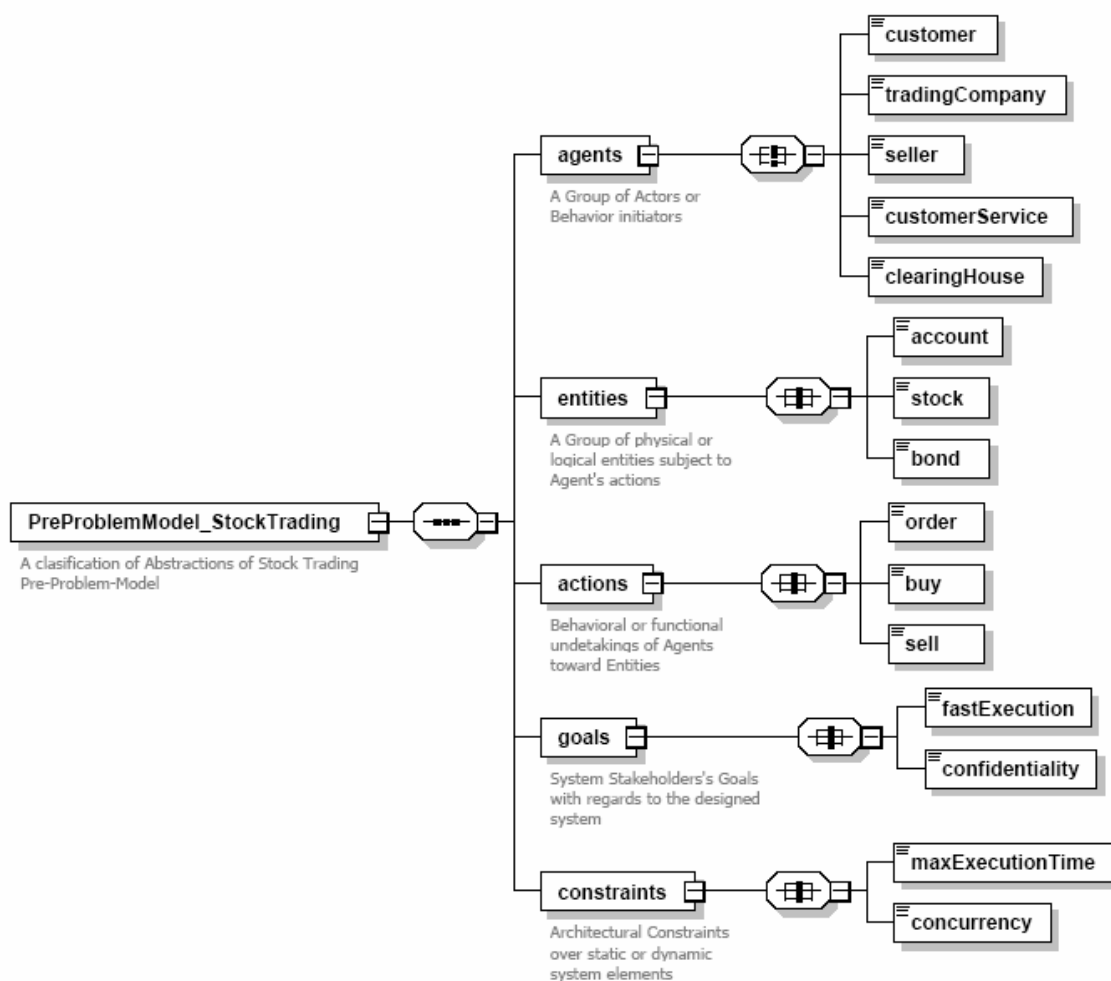 customer
tradingCompany
agents
seller
A Group of Actors or
Behavior initiators
customerService
clearingHouse
account
entities
stock
A Group of physical or
logical entities subject to
Agent's actions
bond
PreProblemModel_StockTrading
A clasification of Abstractions of Stock Trading
Pre-Problem-Model
order
actions
buy
Behavioral or functional
undetakings of Agents
toward Entities
sell
fastExecution
goals
System Stakeholders's Goals
with regards to the designed
system
confidentiality
maxExecutionTime
constraints
concurrency
Architectural Constraints
over static or dynamic
system elements